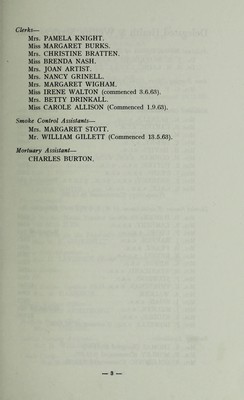 Clerks—
Mrs. PAMELA KNIGHT.
Miss MARGARET BURKS.
Mrs. CHRISTINE BRATTEN.
Miss BRENDA NASH.
Mrs. JOAN ARTIST.
Mrs. NANCY GRINELL.
Mrs. MARGARET WIGHAM.
Miss IRENE WALTON (commenced 3.6.63).
Mrs. BETTY DRINKALL.
Miss CAROLE ALLISON (Commenced 1.9.63).
Smoke Control Assistants—
Mrs. MARGARET STOTT.
Mr. WILLIAM GILLETT (Commenced 13.5.63).
Mortuary Assistant—
CHARLES BURTON.
— 3 —